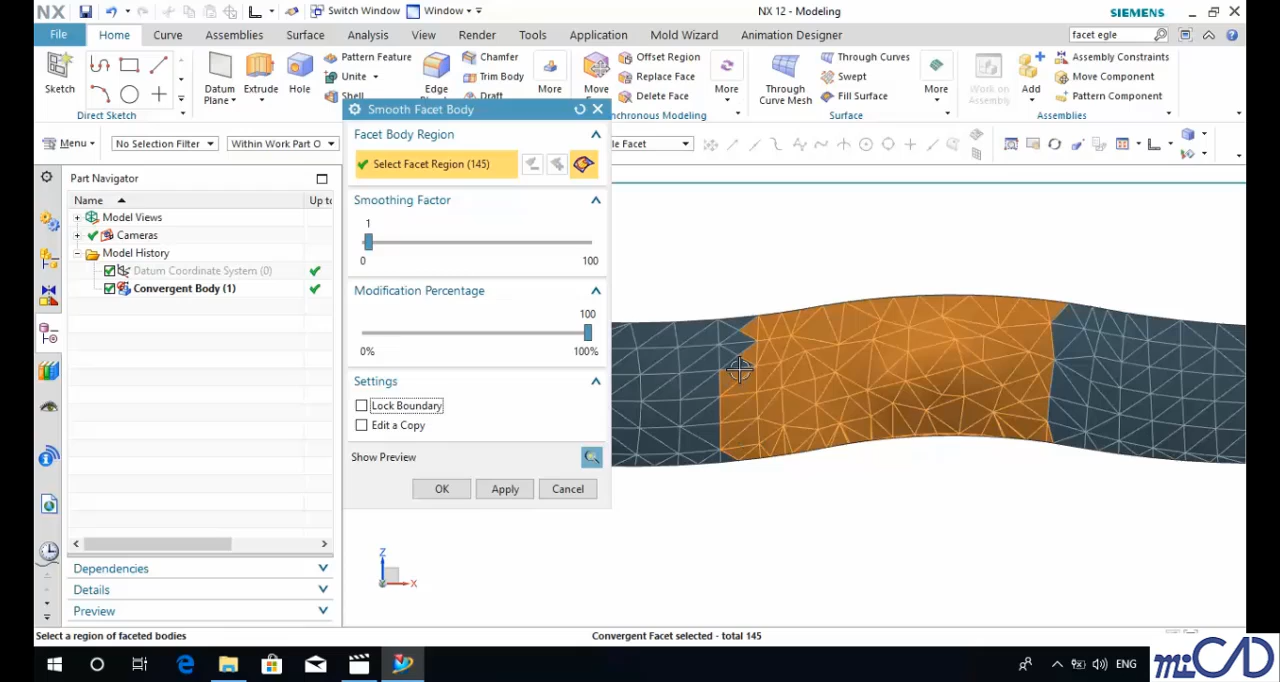 NX
Switch Window
Window
NX 12 - Modeling
SIEMENS
File
Home
Curve
Assemblies
Surface
Analysis
View
Render
Tools
Application
Mold Wizard
Animation Designer
facet egle
Sketch
Direct Sketch
Datum Plane
Extrude
Hole
Pattern Feature
Unite
Shell
Edge
Chamfer
Trim Body
Draft
More
Move
Offset Region
Replace Face
Delete Face
More
hronous Modeling
Through Curve Mesh
Through Curves
Swept
Fill Surface
More
Surface
Work on Assembly
Add
Assembly Constraints
Move Component
Pattern Component
Assemblies
Menu
No Selection Filter
Within Work Part O
le Facet
Part Navigator
Name
Up to
Model Views
Cameras
Model History
Datum Coordinate System (0)
Convergent Body (1)
Dependencies
Details
Preview
Smooth Facet Body
Facet Body Region
Select Facet Region (145)
Smoothing Factor
1
0
100
Modification Percentage
100
0%
100%
Settings
Lock Boundary
Edit a Copy
Show Preview
OK
Apply
Cancel
Z
X
Select a region of faceted bodies
Convergent Facet selected - total 145
ENG
miCAD